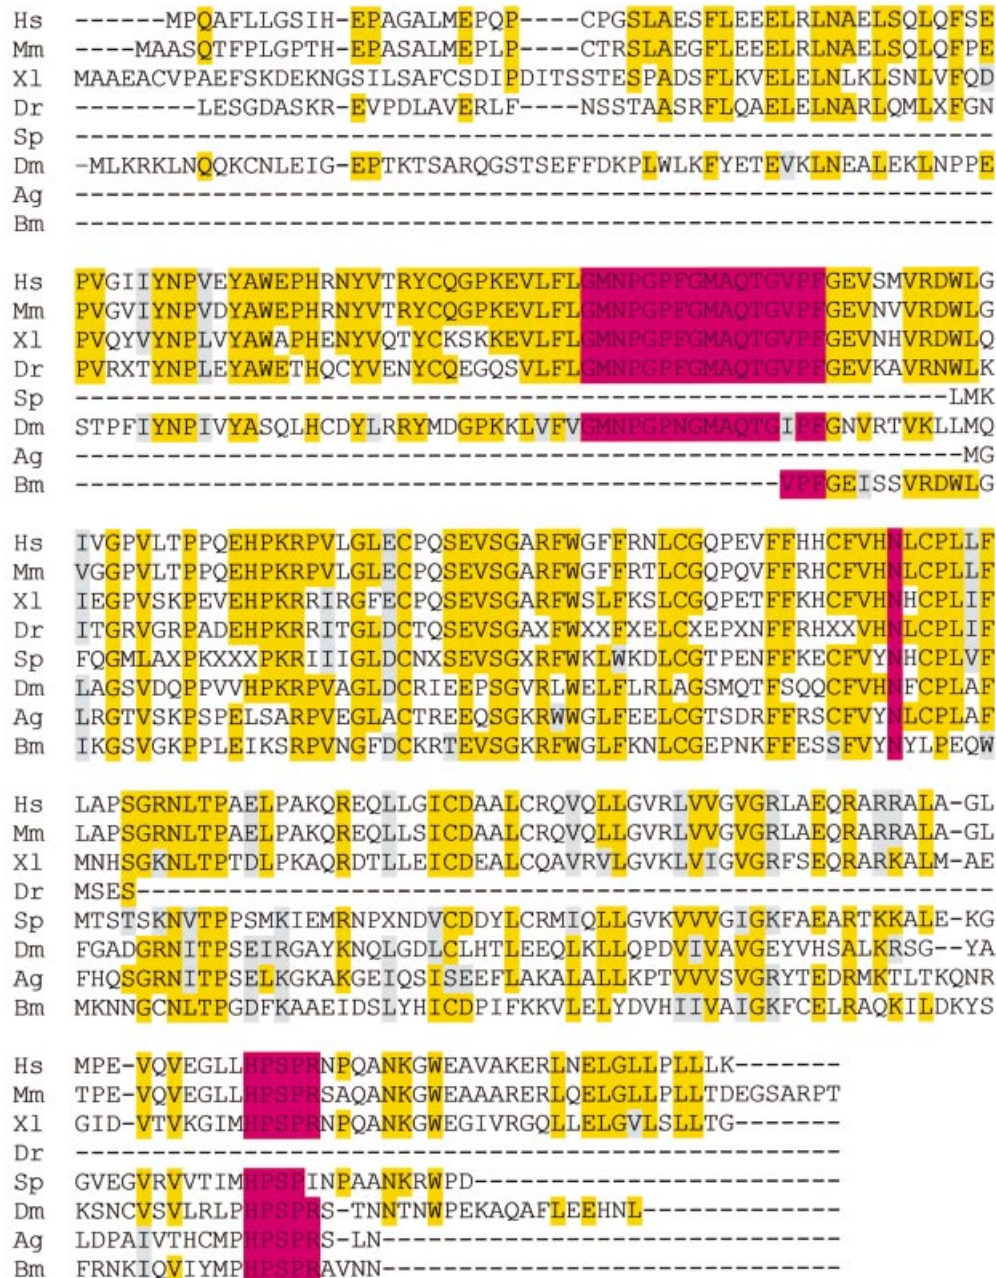 Hs ------MPQAFLLGSIH-EPAGALMEPQP----CPGSLAESFLEEELRLNAELSQLQFSE
Mm ----MAASQTFPLGPTH-EPASALMEPLP----CTRSLAEGFLEEELRLNAELSQLQFPE
Xl MAAEACVPAEFSKDEKNGSILSAFCSDIPDITSSTESPADSFLKVELELNLKLSNLVFQD
Dr --------LESGDASKR-EVPDLAVERLF----NSSTAASRFLQAELELNARLQMLXFGN
Sp ------------------------------------------------------------
Dm -MLKRKLNQQKCNLEIG-EPTKTSARQGSTSEFFDKPLWLKFYETEVKLNEALEKLNPPE
Ag ------------------------------------------------------------
Bm ------------------------------------------------------------
Hs PVGIIYNPVEYAWEPHRNYVTRYCQGPKEVLFLGMNPGPFGMAQTGVPFGEVSMVRDWLG
Mm PVGVIYNPVDYAWEPHRNYVTRYCQGPKEVLFLGMNPGPFGMAQTGVPFGEVNVVRDWLG
Xl PVQYVYNPLVYAWAPHENYVQTYCKSKKEVLFLGMNPGPFGMAQTGVPFGEVNHVRDWLQ
Dr PVRXTYNPLEYAWETHQCYVENYCQEGQSVLFLGMNPGPFGMAQTGVPFGEVKAVRNWLK
Sp ---------------------------------------------------------LMK
Dm STPFIYNPIVYASQLHCDYLRRYMDGPKKLVFVGMNPGPNGMAQTGIPFGNVRTVKLLMQ
Ag ----------------------------------------------------------MG
Bm ----------------------------------------------VPFGEISSVRDWLG
Hs IVGPVLTPPQEHPKRPVLGLECPQSEVSGARFWGFFRNLCGQPEVFFHHCFVHNLCPLLF
Mm VGGPVLTPPQEHPKRPVLGLECPQSEVSGARFWGFFRTLCGQPQVFFRHCFVHNLCPLLF
Xl IEGPVSKPEVEHPKRRIRGFECPQSEVSGARFWSLFKSLCGQPETFFKHCFVHNHCPLIF
Dr ITGRVGRPADEHPKRRITGLDCTQSEVSGAXFWXXFXELCXEPXNFFRHXXVHNLCPLIF
Sp FQGMLAXPKXXXPKRIIIGLDCNXSEVSGXRFWKLWKDLCGTPENFFKECFVYNHCPLVF
Dm LAGSVDQPPVVHPKRPVAGLDCRIEEPSGVRLWELFLRLAGSMQTFSQQCFVHNFCPLAF
Ag LRGTVSKPSPELSARPVEGLACTREEQSGKRWWGLFEELCGTSDRFFRSCFVYNLCPLAF
Bm IKGSVGKPPLEIKSRPVNGFDCKRTEVSGKRFWGLFKNLCGEPNKFFESSFVYNYLPEQW
Hs LAPSGRNLTPAELPAKQREQLLGICDAALCRQVQLLGVRLVVGVGRLAEQRARRALA-GL
Mm LAPSGRNLTPAELPAKQREQLLSICDAALCRQVQLLGVRLVVGVGRLAEQRARRALA-GL
Xl MNHSGKNLTPTDLPKAQRDTLLEICDEALCQAVRVLGVKLVIGVGRFSEQRARKALM-AE
Dr MSES--------------------------------------------------------
Sp MTSTSKNVTPPSMKIEMRNPXNDVCDDYLCRMIQLLGVKVVVGIGKFAEARTKKALE-KG
Dm FGADGRNITPSEIRGAYKNQLGDLCLHTLEEQLKLLQPDVIVAVGEYVHSALKRSG--YA
Ag FHQSGRNITPSELKGKAKGEIQSISEEFLAKALALLKPTVVVSVGRYTEDRMKTLTKQNR
Bm MKNNGCNLTPGDFKAAEIDSLYHICDPIFKKVLELYDVHIIVAIGKFCELRAQKILDKYS
Hs MPE-VQVEGLLHPSPRNPQANKGWEAVAKERLNELGLLPLLLK-------
Mm TPE-VQVEGLLHPSPRSAQANKGWEAAARERLQELGLLPLLTDEGSARPT
Xl GID-VTVKGIMHPSPRNPQANKGWEGIVRGQLLELGVLSLLTG-------
Dr --------------------------------------------------
Sp GVEGVRVVTIMHPSPINPAANKRWPD------------------------
Dm KSNCVSVLRLPHPSPRS-TNNTNWPEKAQAFLEEHNL-------------
Ag LDPAIVTHCMPHPSPRS-LN------------------------------
Bm FRNKIQVIYMPHPSPRAVNN------------------------------